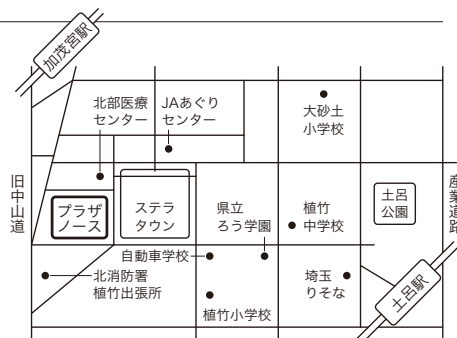 加茂宮駅
北部医療
センター
JAあぐり
センター
大砂土
小学校
旧中山道
プラザ
ノース
ステラ
タウン
県立
ろう学園
植竹
中学校
土呂
公園
産業道路
自動車学校
北消防署
植竹出張所
植竹小学校
埼玉
りそな
土呂駅